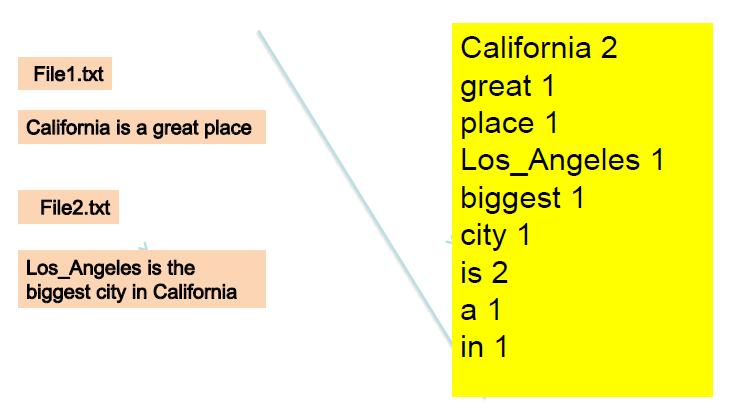 File1.txt
California is a great place
File2.txt
Los_Angeles is the
biggest city in California
California 2
great 1
place 1
Los_Angeles 1
biggest 1
city 1
is 2
a 1
in 1